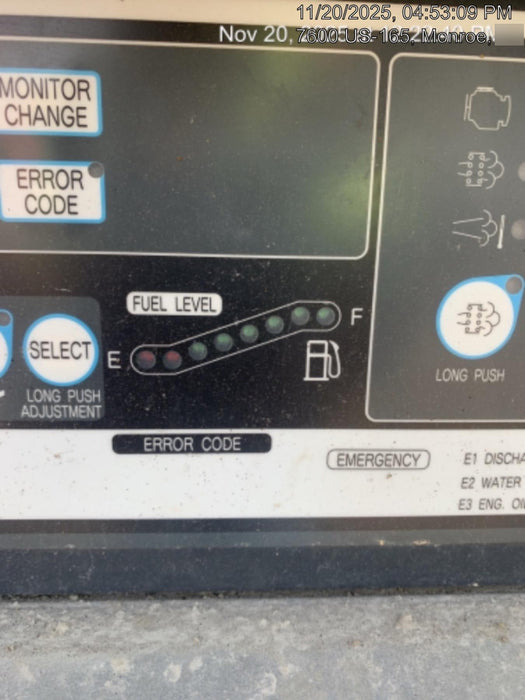 11/20/2025, 04:53:09 PM
Nov 20,
7600 US-165, Monroe,
MONITOR
CHANGE
ERROR
CODE
FUEL LEVEL
E
F
SELECT
LONG PUSH
ADJUSTMENT
LONG PUSH
ERROR CODE
EMERGENCY
E1 DISCHA
E2 WATER
E3 ENG. OI